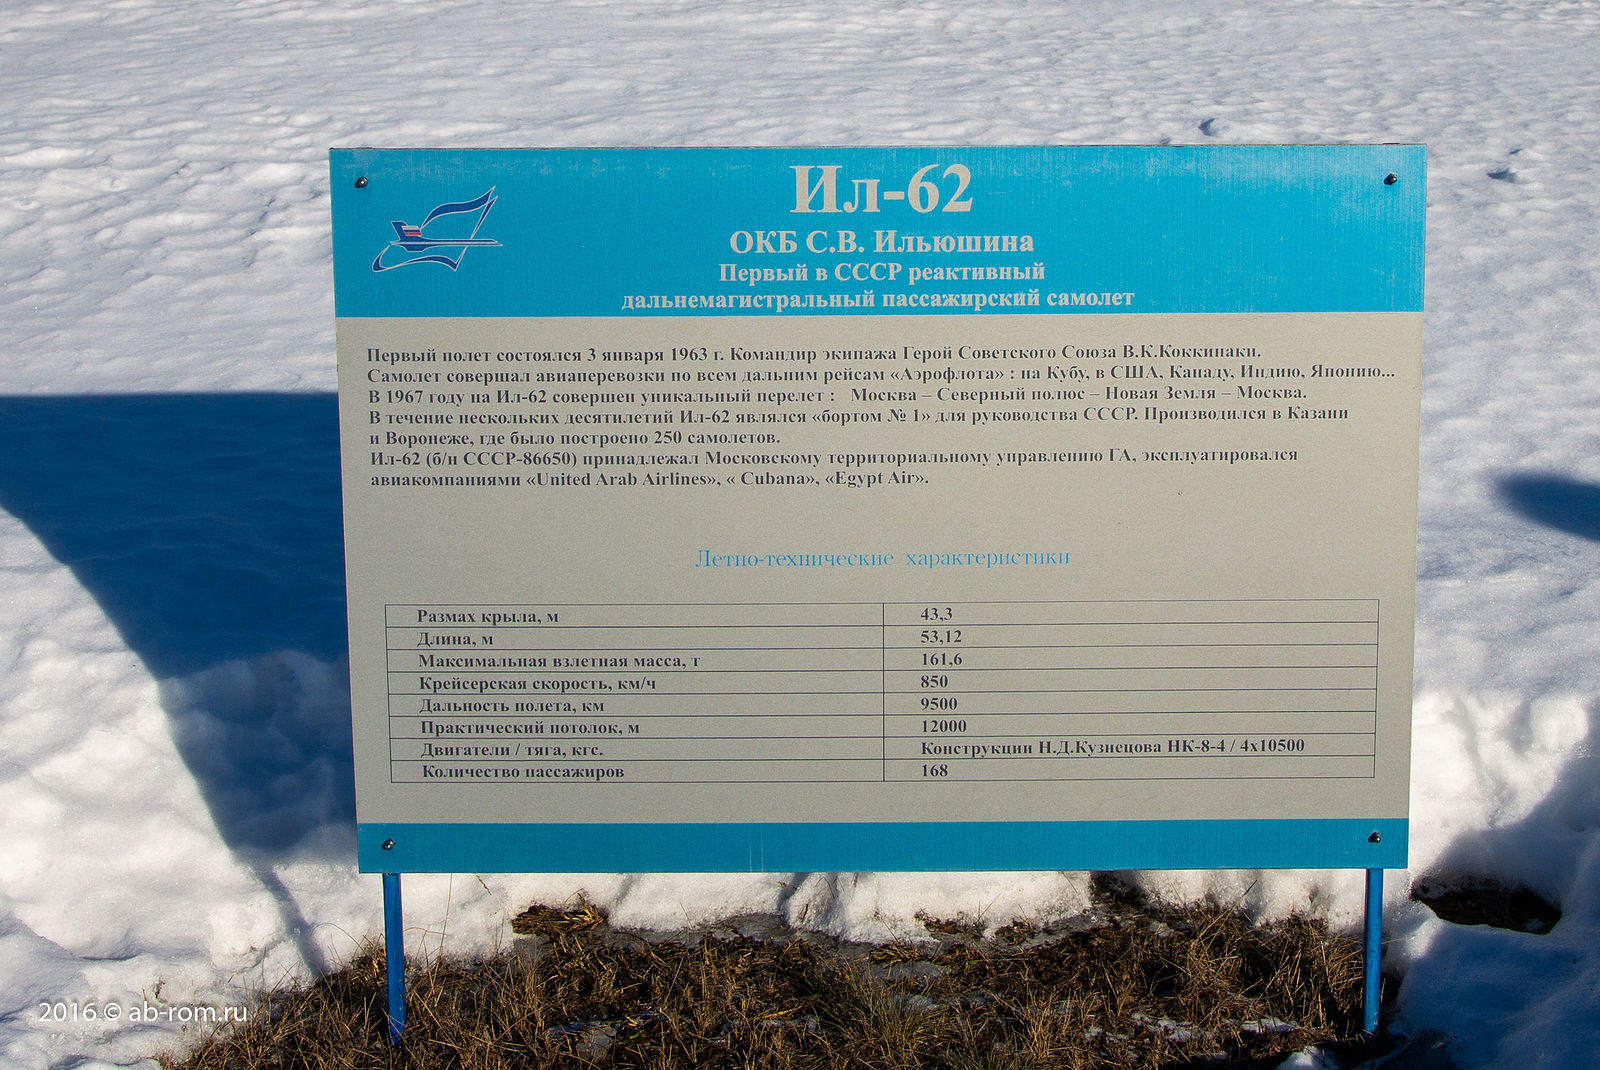 Ил-62
ОКБ С.В. Ильюшина
Первый в СССР реактивный
дальнемагистральный пассажирский самолет
Первый полет состоялся 3 января 1963 г. Командир экипажа Герой Советского Союза В.К.Коккинаки.
Самолет совершал авиаперевозки по всем дальним рейсам «Аэрофлота» : на Кубу, в США, Канаду, Индию, Японию...
В 1967 году на Ил-62 совершен уникальный перелет : Москва – Северный полюс – Новая Земля – Москва.
В течение нескольких десятилетий Ил-62 являлся «бортом № 1» для руководства СССР. Производился в Казани
и Воронеже, где было построено 250 самолетов.
Ил-62 (б/н СССР-86650) принадлежал Московскому территориальному управлению ГА, эксплуатировался
авиакомпаниями «United Arab Airlines», « Cubana», «Egypt Air».
Летно-технические характеристики
Размах крыла, м 43,3
Длина, м 53,12
Максимальная взлетная масса, т 161,6
Крейсерская скорость, км/ч 850
Дальность полета, км 9500
Практический потолок, м 12000
Двигатели / тяга, кгс. Конструкции Н.Д.Кузнецова НК-8-4 / 4х10500
Количество пассажиров 168
2016 © ab-rom.ru